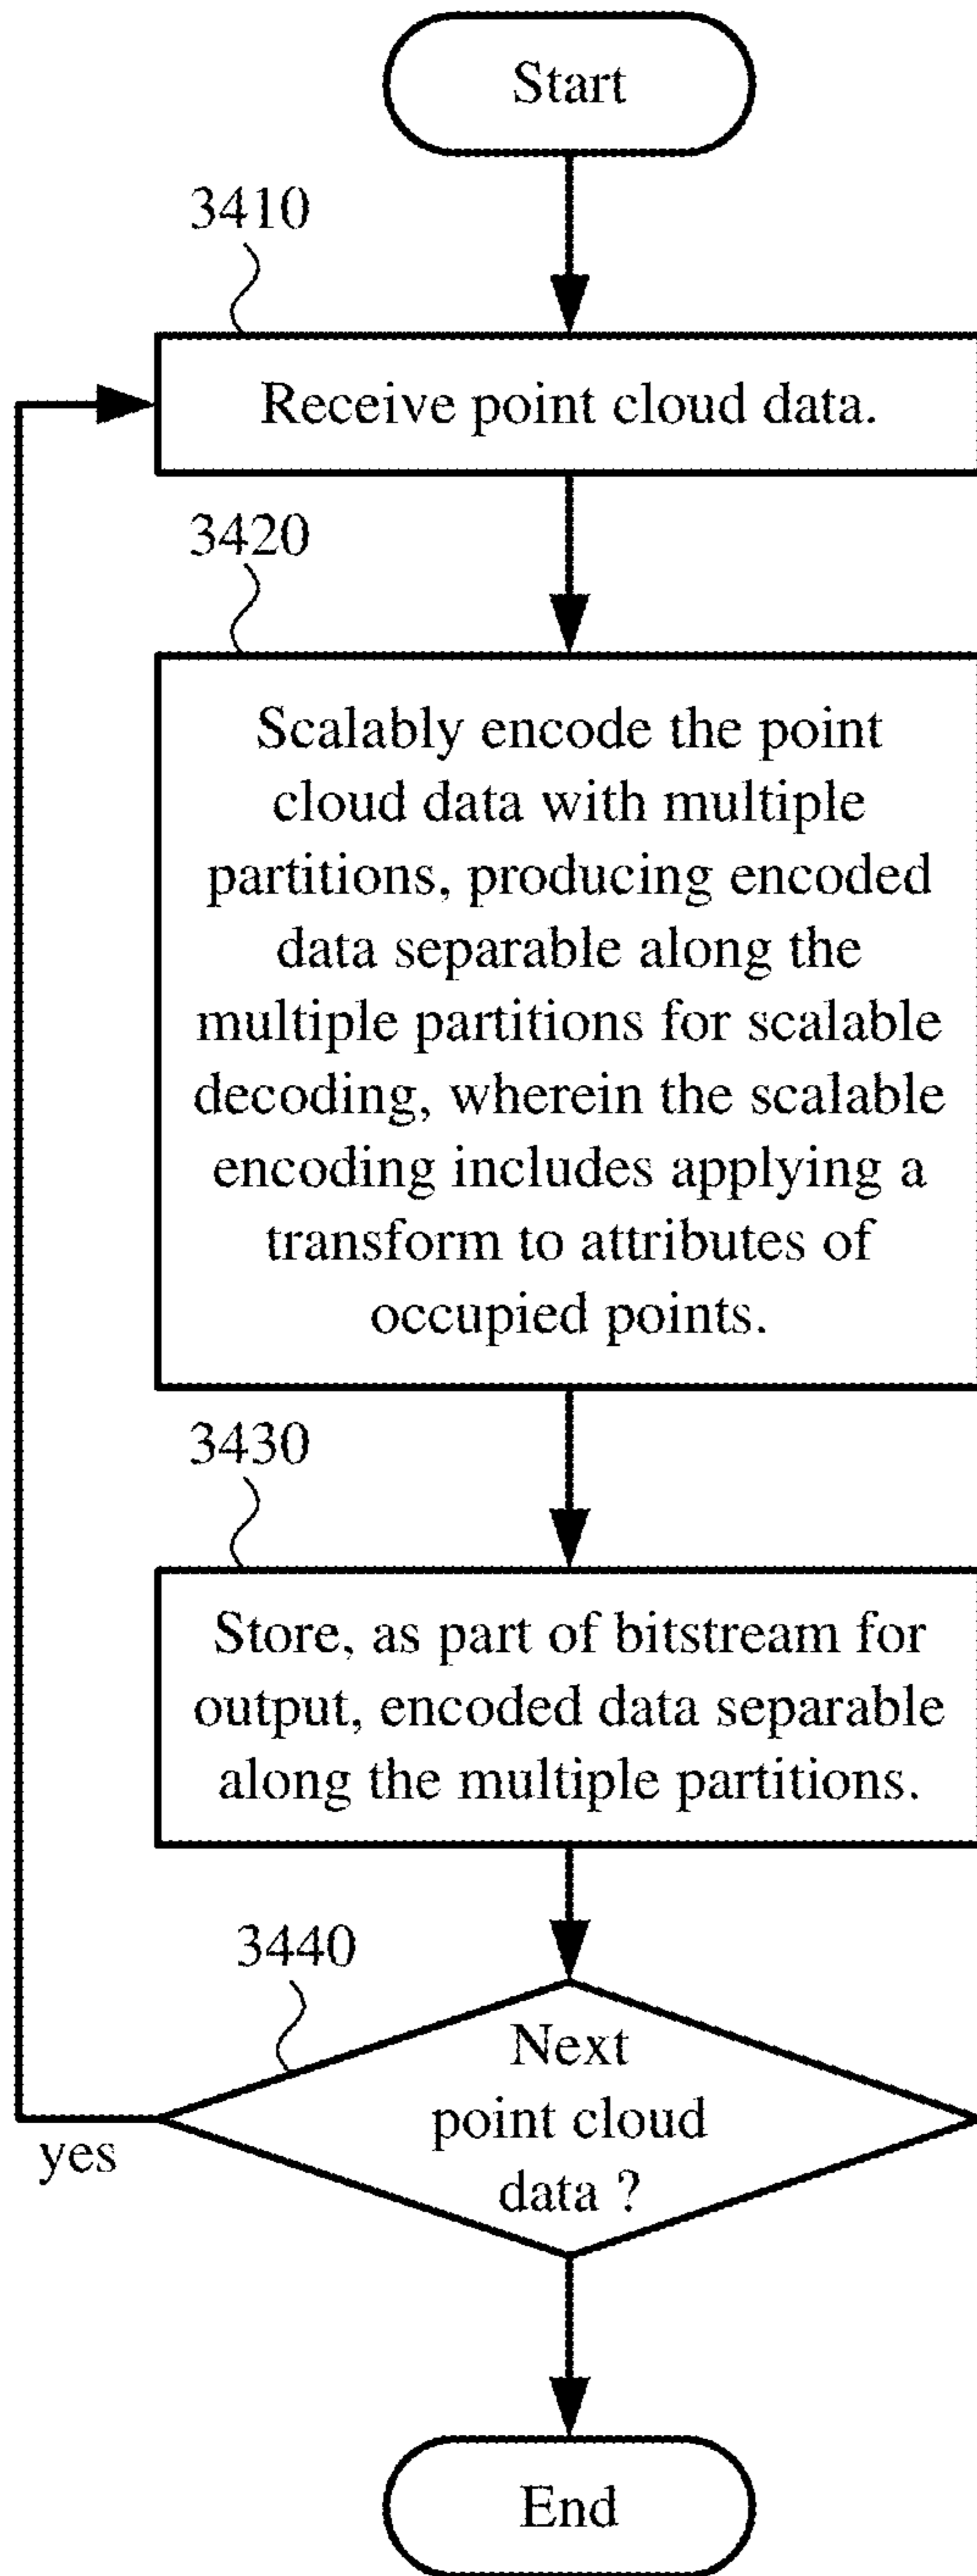 Start
3410
Receive point cloud data.
3420
Scalably encode the point
cloud data with multiple
partitions, producing encoded
data separable along the
multiple partitions for scalable
decoding, wherein the scalable
encoding includes applying a
transform to attributes of
occupied points.
3430
Store, as part of bitstream for
output, encoded data separable
along the multiple partitions.
3440
Next
point cloud
data ?
yes
End